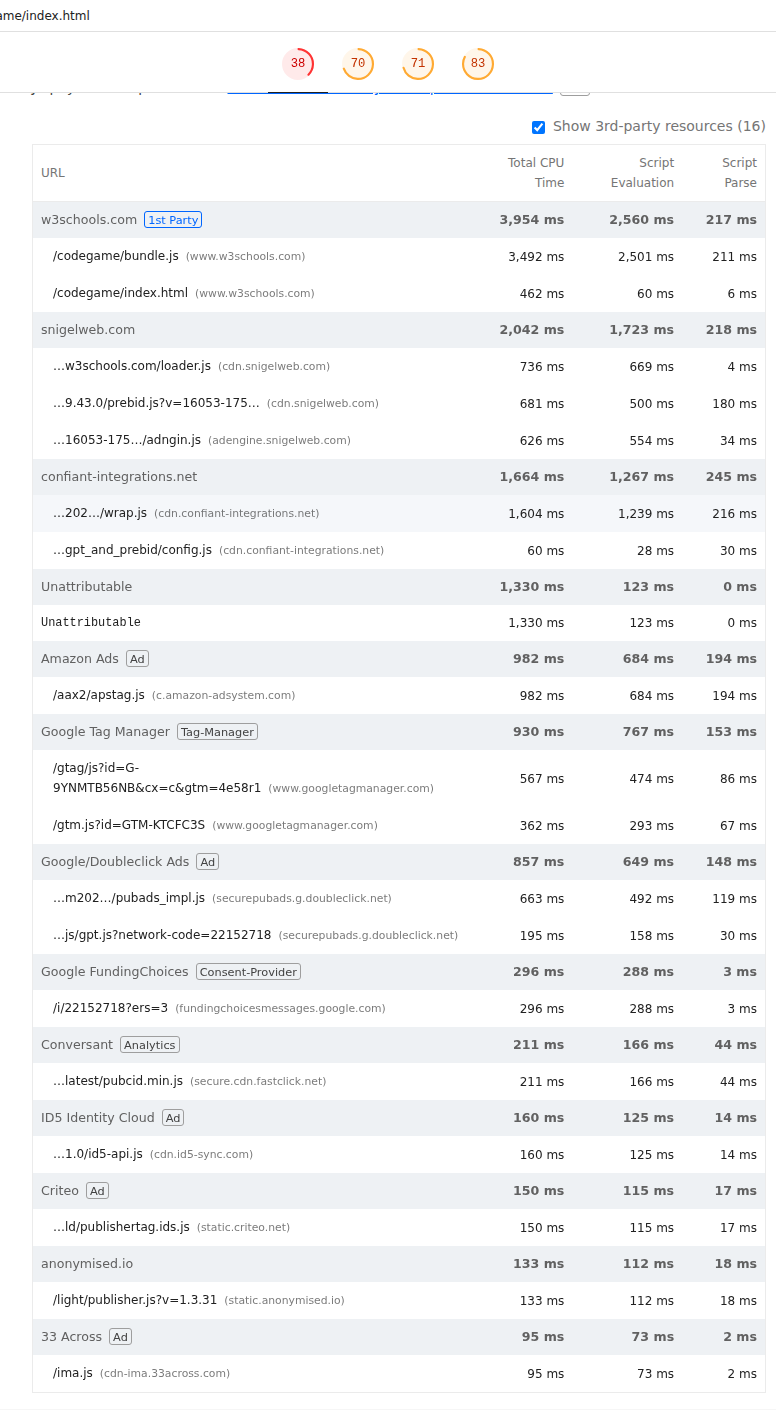 ame/index.html
38 70 71 83
Show 3rd-party resources (16)
URL Total CPU Time Script Evaluation Script Parse
w3schools.com 1st Party 3,954 ms 2,560 ms 217 ms
/codegame/bundle.js (www.w3schools.com) 3,492 ms 2,501 ms 211 ms
/codegame/index.html (www.w3schools.com) 462 ms 60 ms 6 ms
snigelweb.com 2,042 ms 1,723 ms 218 ms
…w3schools.com/loader.js (cdn.snigelweb.com) 736 ms 669 ms 4 ms
…9.43.0/prebid.js?v=16053-175… (cdn.snigelweb.com) 681 ms 500 ms 180 ms
…16053-175…/adngin.js (adengine.snigelweb.com) 626 ms 554 ms 34 ms
confiant-integrations.net 1,664 ms 1,267 ms 245 ms
…202…/wrap.js (cdn.confiant-integrations.net) 1,604 ms 1,239 ms 216 ms
…gpt_and_prebid/config.js (cdn.confiant-integrations.net) 60 ms 28 ms 30 ms
Unattributable 1,330 ms 123 ms 0 ms
Unattributable 1,330 ms 123 ms 0 ms
Amazon Ads Ad 982 ms 684 ms 194 ms
/aax2/apstag.js (c.amazon-adsystem.com) 982 ms 684 ms 194 ms
Google Tag Manager Tag-Manager 930 ms 767 ms 153 ms
/gtag/js?id=G-
9YNMTB56NB&cx=c&gtm=4e58r1 (www.googletagmanager.com) 567 ms 474 ms 86 ms
/gtm.js?id=GTM-KTCFC3S (www.googletagmanager.com) 362 ms 293 ms 67 ms
Google/Doubleclick Ads Ad 857 ms 649 ms 148 ms
…m202…/pubads_impl.js (securepubads.g.doubleclick.net) 663 ms 492 ms 119 ms
…js/gpt.js?network-code=22152718 (securepubads.g.doubleclick.net) 195 ms 158 ms 30 ms
Google FundingChoices Consent-Provider 296 ms 288 ms 3 ms
/i/22152718?ers=3 (fundingchoicesmessages.google.com) 296 ms 288 ms 3 ms
Conversant Analytics 211 ms 166 ms 44 ms
…latest/pubcid.min.js (secure.cdn.fastclick.net) 211 ms 166 ms 44 ms
ID5 Identity Cloud Ad 160 ms 125 ms 14 ms
…1.0/id5-api.js (cdn.id5-sync.com) 160 ms 125 ms 14 ms
Criteo Ad 150 ms 115 ms 17 ms
…ld/publishertag.ids.js (static.criteo.net) 150 ms 115 ms 17 ms
anonymised.io 133 ms 112 ms 18 ms
/light/publisher.js?v=1.3.31 (static.anonymised.io) 133 ms 112 ms 18 ms
33 Across Ad 95 ms 73 ms 2 ms
/ima.js (cdn-ima.33across.com) 95 ms 73 ms 2 ms